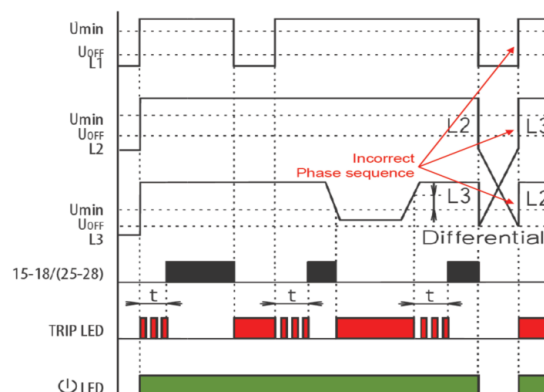 Umin
UOFF
L1
Umin
UOFF
L2
L2
L3
Incorrect
Phase sequence
Umin
UOFF
L3
L3
L2
Differential
15-18/(25-28)
t
t
t
TRIP LED
LED